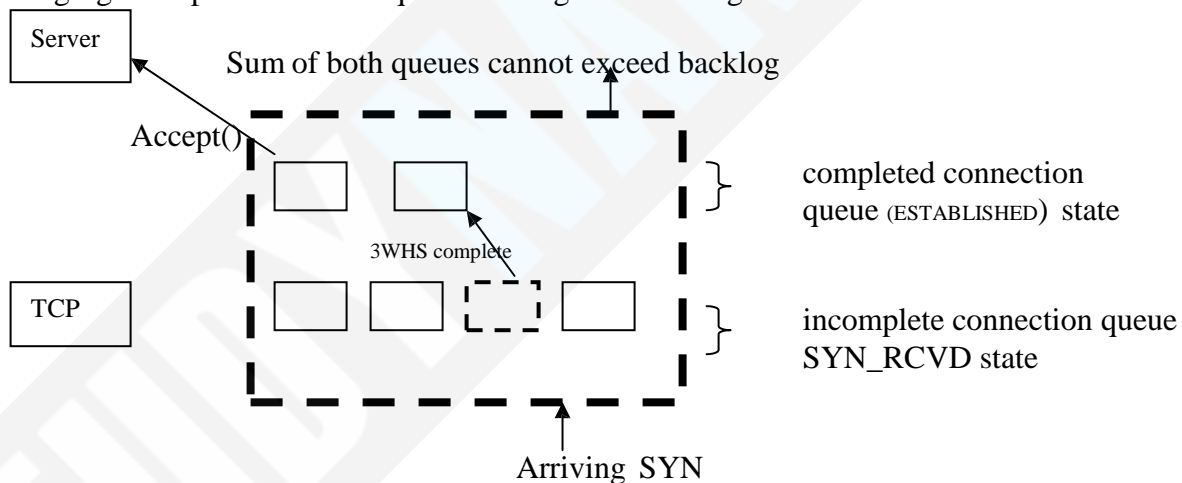 Server
Sum of both queues cannot exceed backlog
Accept()
completed connection
queue (ESTABLISHED) state
3WHS complete
TCP
incomplete connection queue
SYN_RCVD state
Arriving SYN